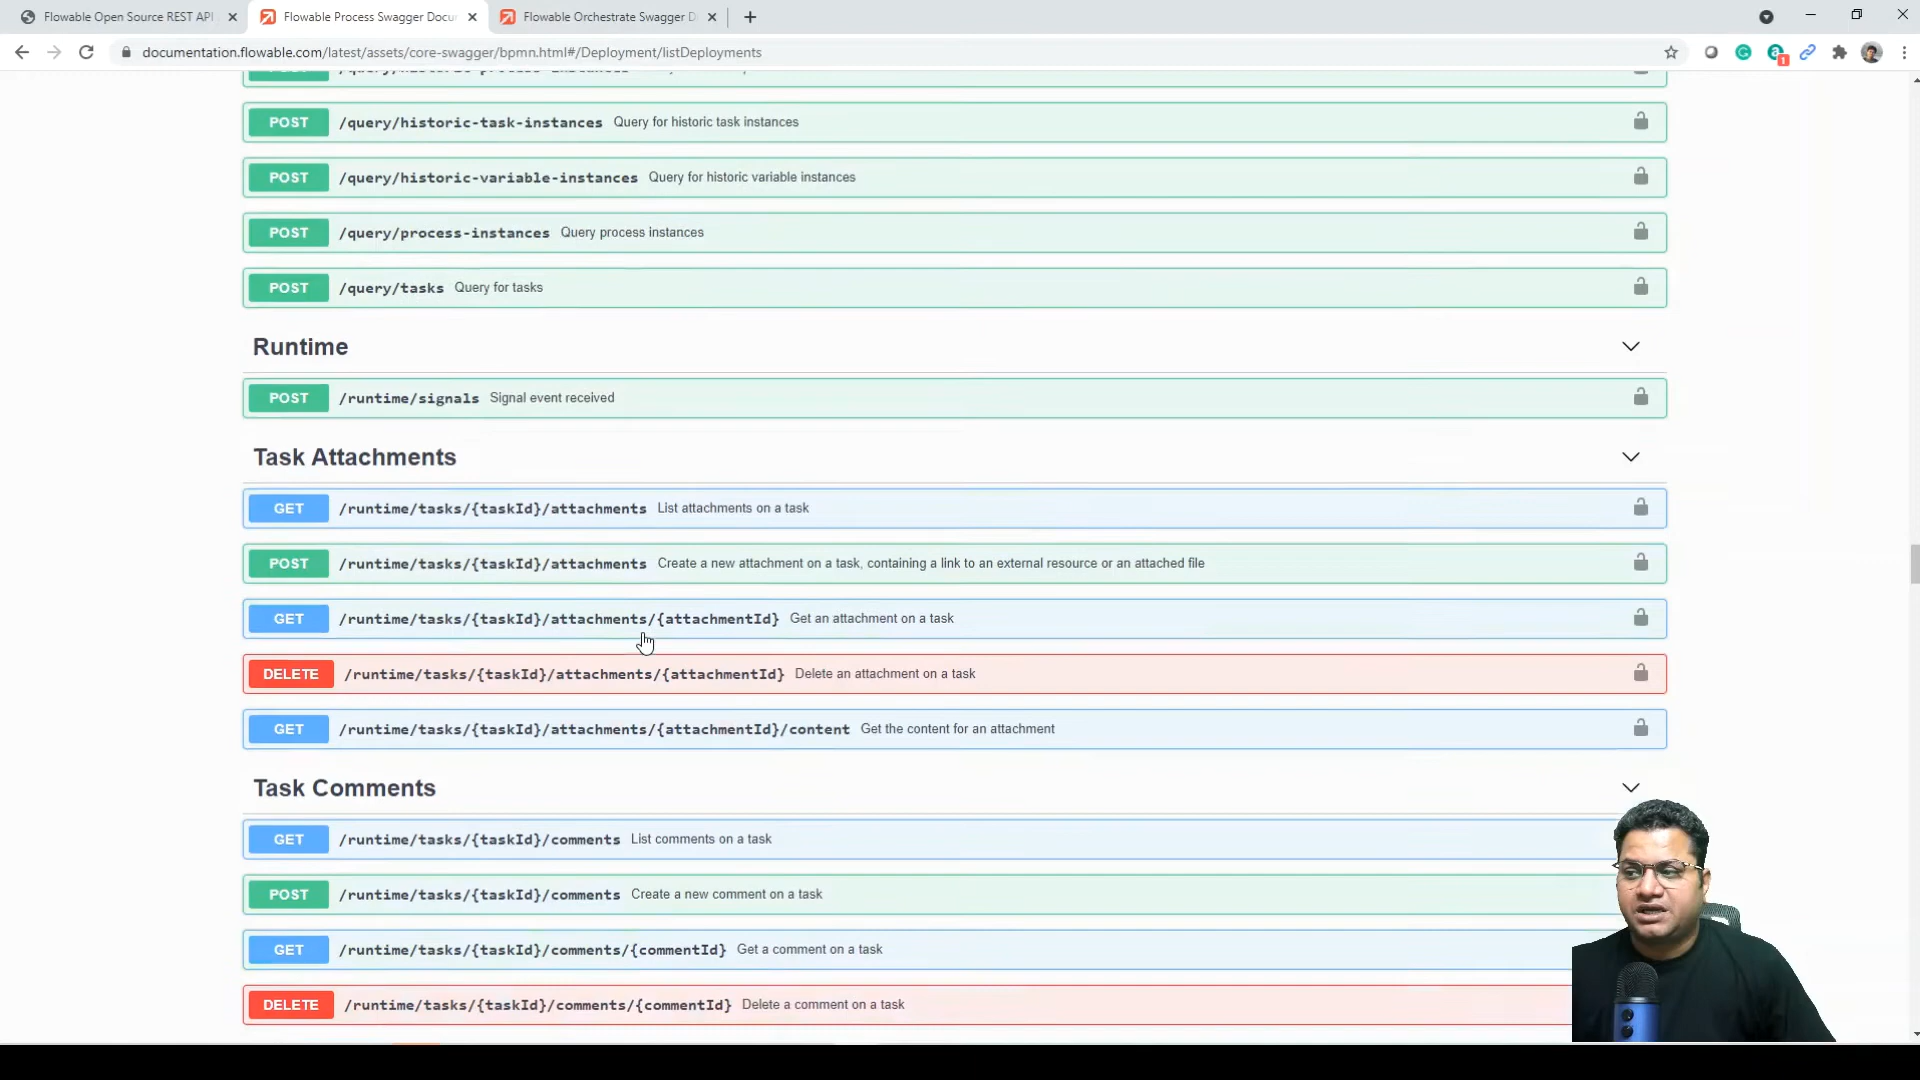 Flowable Open Source REST API
Flowable Process Swagger Docu
Flowable Orchestrate Swagger D
documentation.flowable.com/latest/assets/core-swagger/bpmn.html#/Deployment/listDeployments
1
POST /query/historic-task-instances Query for historic task instances
POST /query/historic-variable-instances Query for historic variable instances
POST /query/process-instances Query process instances
POST /query/tasks Query for tasks
Runtime
POST /runtime/signals Signal event received
Task Attachments
GET /runtime/tasks/{taskId}/attachments List attachments on a task
POST /runtime/tasks/{taskId}/attachments Create a new attachment on a task, containing a link to an external resource or an attached file
GET /runtime/tasks/{taskId}/attachments/{attachmentId} Get an attachment on a task
DELETE /runtime/tasks/{taskId}/attachments/{attachmentId} Delete an attachment on a task
GET /runtime/tasks/{taskId}/attachments/{attachmentId}/content Get the content for an attachment
Task Comments
GET /runtime/tasks/{taskId}/comments List comments on a task
POST /runtime/tasks/{taskId}/comments Create a new comment on a task
GET /runtime/tasks/{taskId}/comments/{commentId} Get a comment on a task
DELETE /runtime/tasks/{taskId}/comments/{commentId} Delete a comment on a task